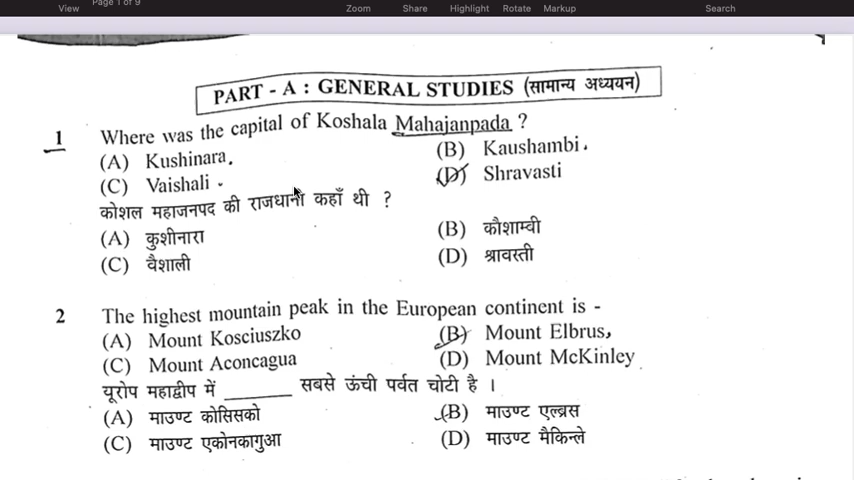 View Page 1 of 9 Zoom Share Highlight Rotate Markup Search
PART - A : GENERAL STUDIES (सामान्य अध्ययन)
1 Where was the capital of Koshala Mahajanpada ?
(A) Kushinara. (B) Kaushambi.
(C) Vaishali . (D) Shravasti
कोशल महाजनपद की राजधानी कहाँ थी ?
(A) कुशीनारा (B) कौशाम्वी
(C) वैशाली (D) श्रावस्ती
2 The highest mountain peak in the European continent is -
(A) Mount Kosciuszko (B) Mount Elbrus,
(C) Mount Aconcagua (D) Mount McKinley
यूरोप महाद्वीप में ______ सबसे ऊंची पर्वत चोटी है ।
(A) माउण्ट कोसिसको (B) माउण्ट एल्ब्रस
(C) माउण्ट एकोनकागुआ (D) माउण्ट मैकिन्ले